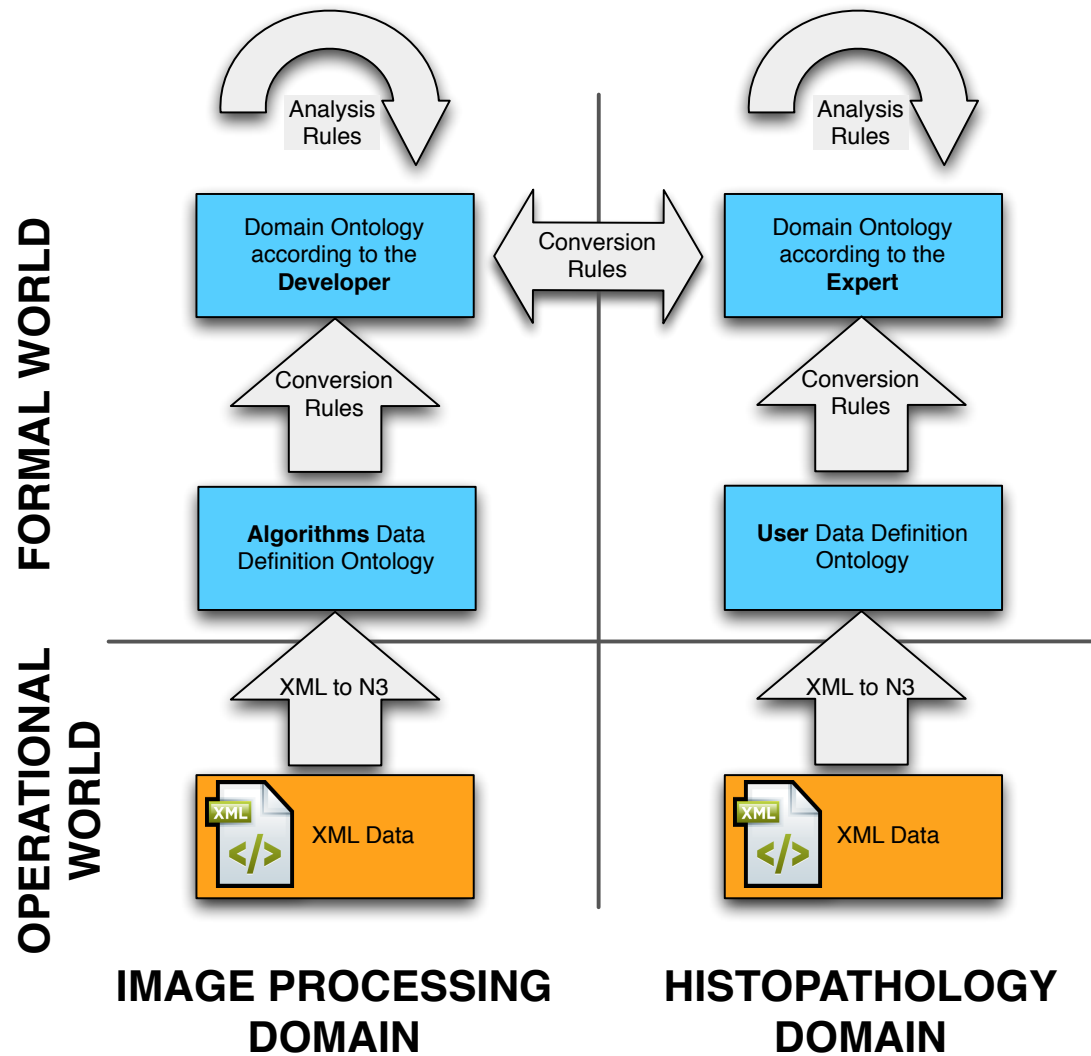 Analysis
Rules
Analysis
Rules
Domain Ontology
according to the
Developer
Conversion
Rules
Domain Ontology
according to the
Expert
FORMAL WORLD
Conversion
Rules
Conversion
Rules
Algorithms Data
Definition Ontology
User Data Definition
Ontology
OPERATIONAL
WORLD
XML to N3
XML to N3
XML
</>
XML Data
XML
</>
XML Data
IMAGE PROCESSING
DOMAIN
HISTOPATHOLOGY
DOMAIN